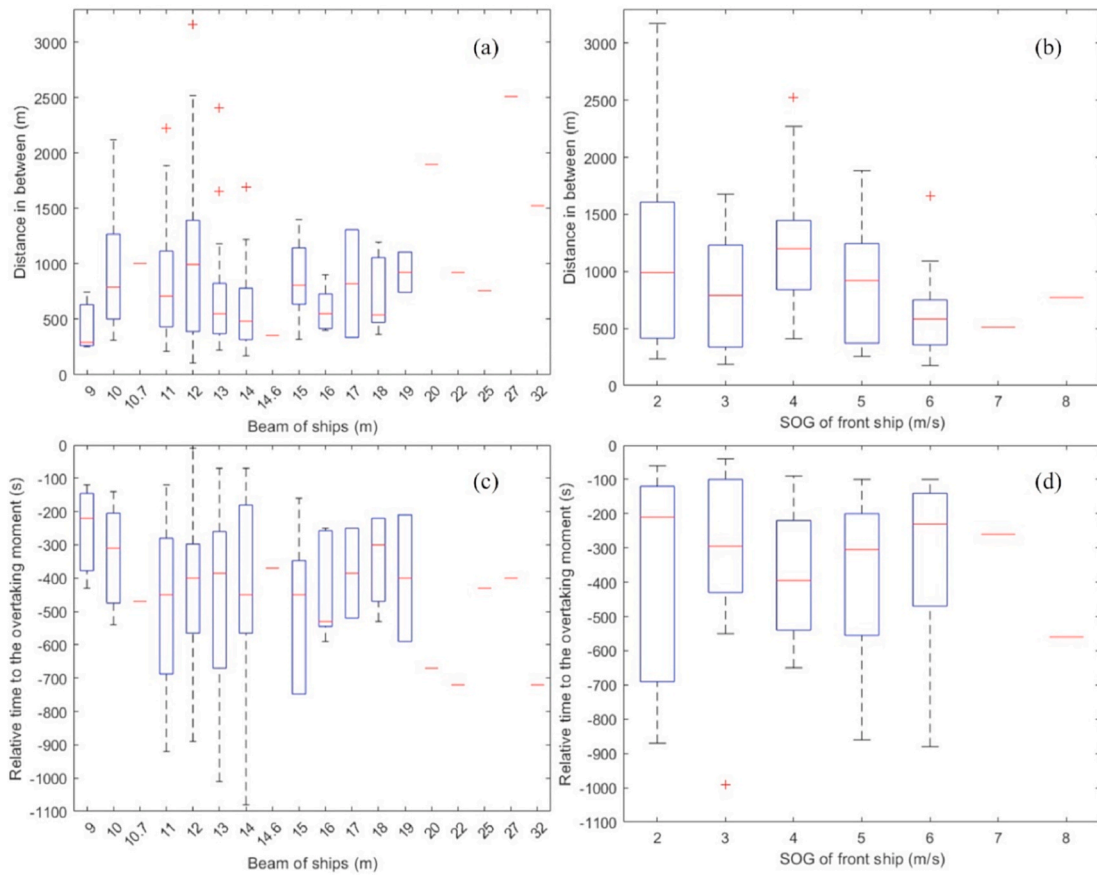 (a)
Distance in between (m)
3000
2500
2000
1500
1000
500
0
9 10 10.7 11 12 13 14 14.6 15 16 17 18 19 20 22 25 27 32
Beam of ships (m)
(b)
Distance in between (m)
3000
2500
2000
1500
1000
500
0
2 3 4 5 6 7 8
SOG of front ship (m/s)
(c)
Relative time to the overtaking moment (s)
0
-100
-200
-300
-400
-500
-600
-700
-800
-900
-1000
-1100
9 10 10.7 11 12 13 14 14.6 15 16 17 18 19 20 22 25 27 32
Beam of ships (m)
(d)
Relative time to the overtaking moment (s)
0
-100
-200
-300
-400
-500
-600
-700
-800
-900
-1000
-1100
2 3 4 5 6 7 8
SOG of front ship (m/s)